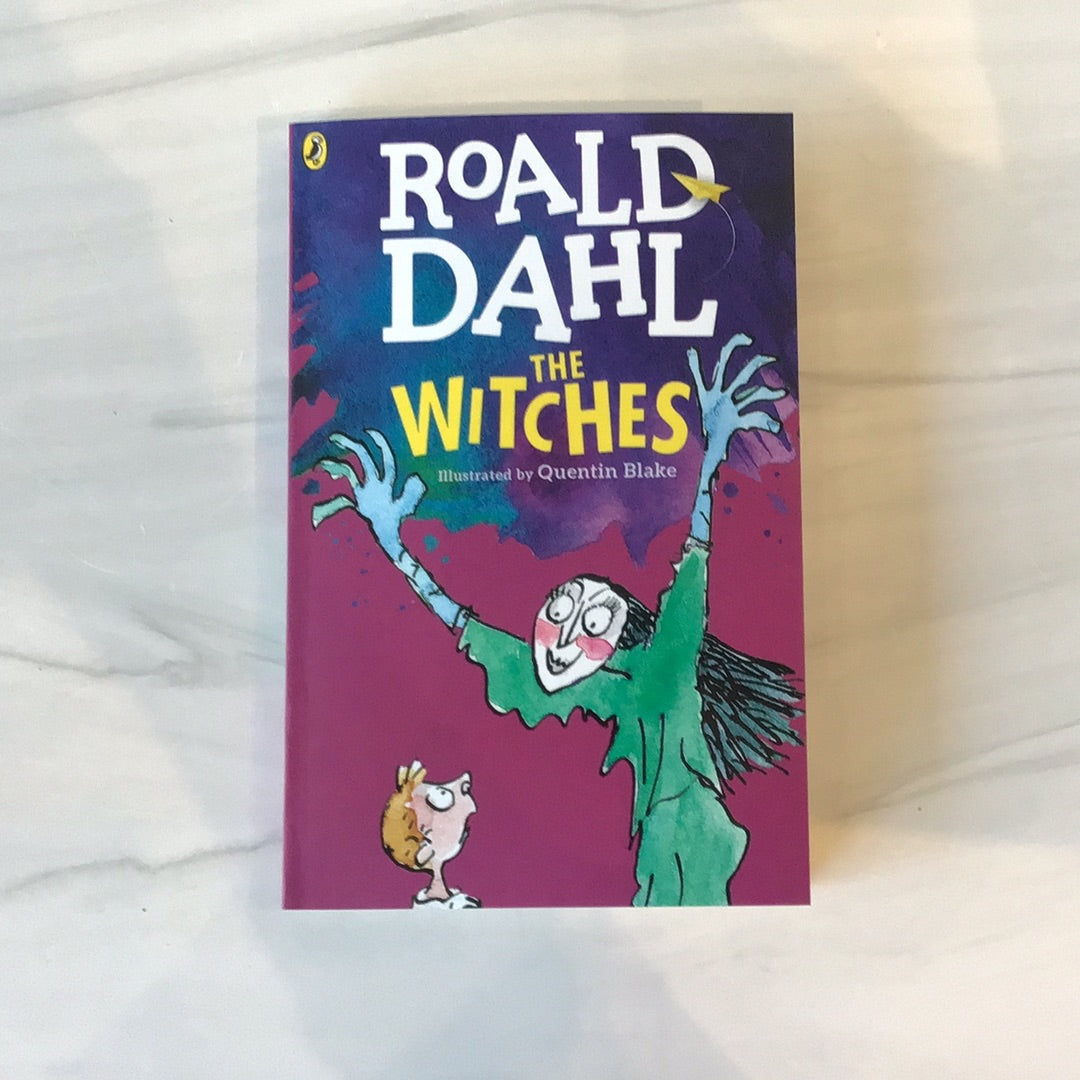 ROALD
DAHL
THE
WITCHES
Illustrated by Quentin Blake